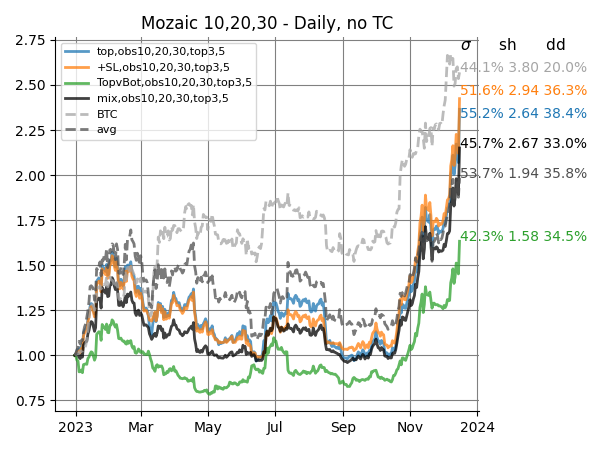 Mozaic 10,20,30 - Daily, no TC
σ sh dd
top,obs10,20,30,top3,5
+SL,obs10,20,30,top3,5
TopvBot,obs10,20,30,top3,5
mix,obs10,20,30,top3,5
BTC
avg
44.1% 3.80 20.0%
51.6% 2.94 36.3%
55.2% 2.64 38.4%
45.7% 2.67 33.0%
53.7% 1.94 35.8%
42.3% 1.58 34.5%
2.75
2.50
2.25
2.00
1.75
1.50
1.25
1.00
0.75
2023 Mar May Jul Sep Nov 2024